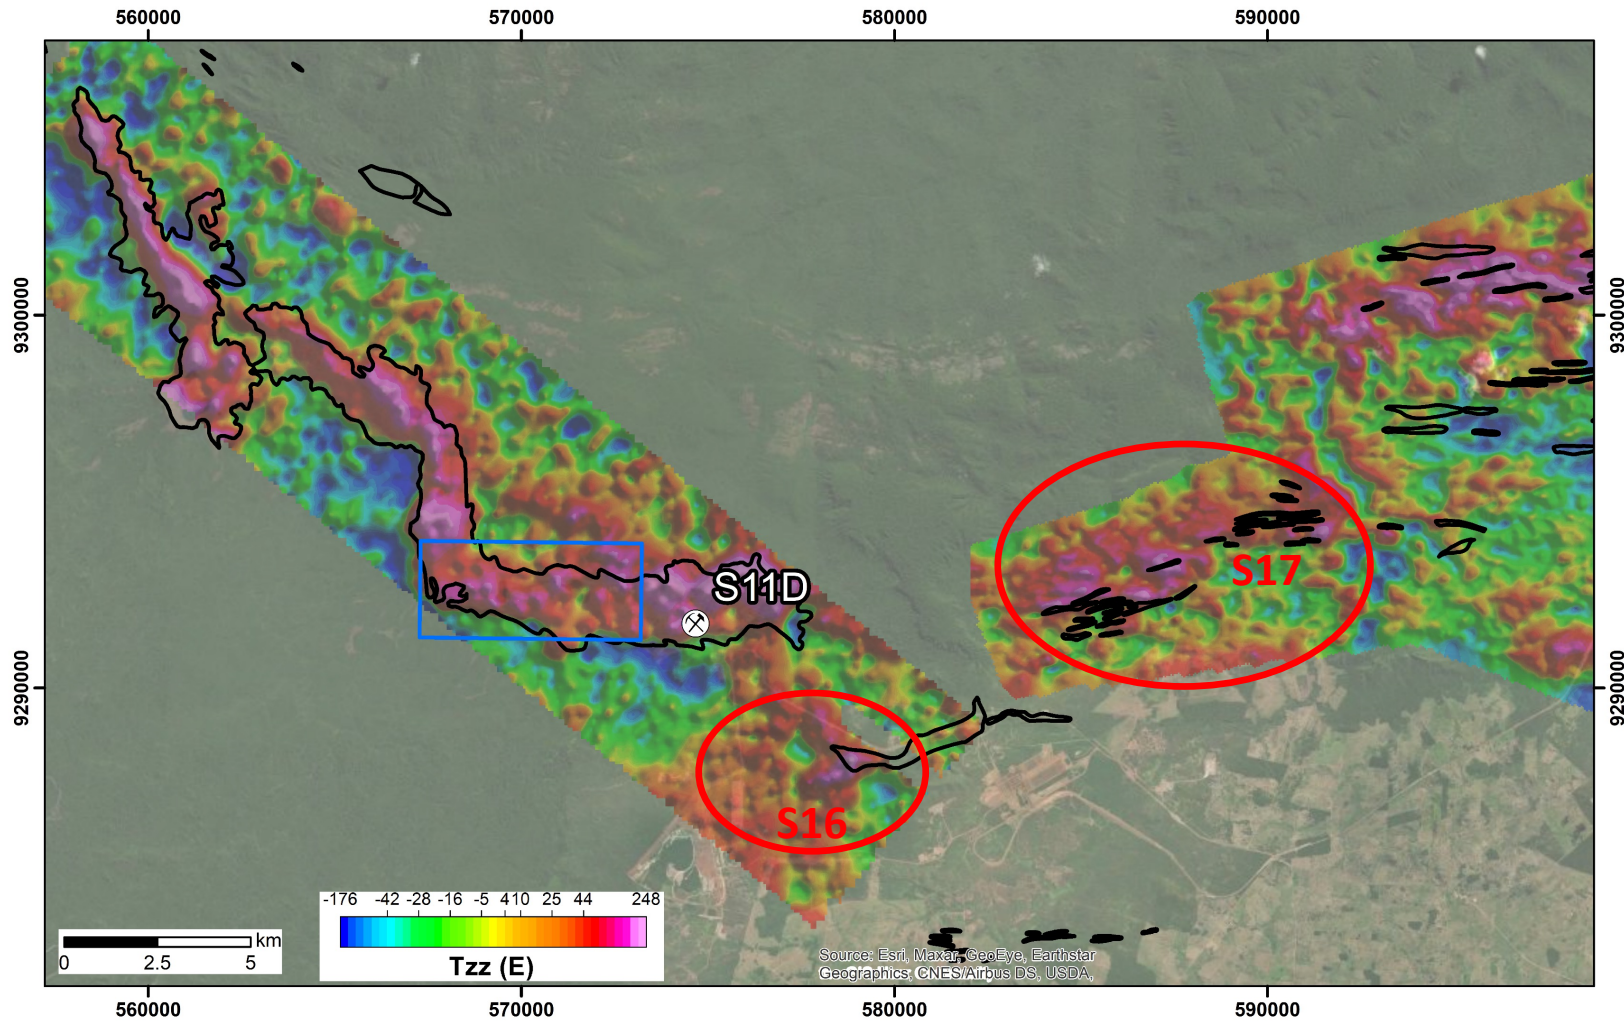 560000 570000 580000 590000
9300000 9300000
S11D
S17
9290000 9290000
S16
-176 -42 -28 -16 -5 4 10 25 44 248
Tzz (E)
km
0 2.5 5
Source: Esri, Maxar, GeoEye, Earthstar
Geographics, CNES/Airbus DS, USDA,
560000 570000 580000 590000